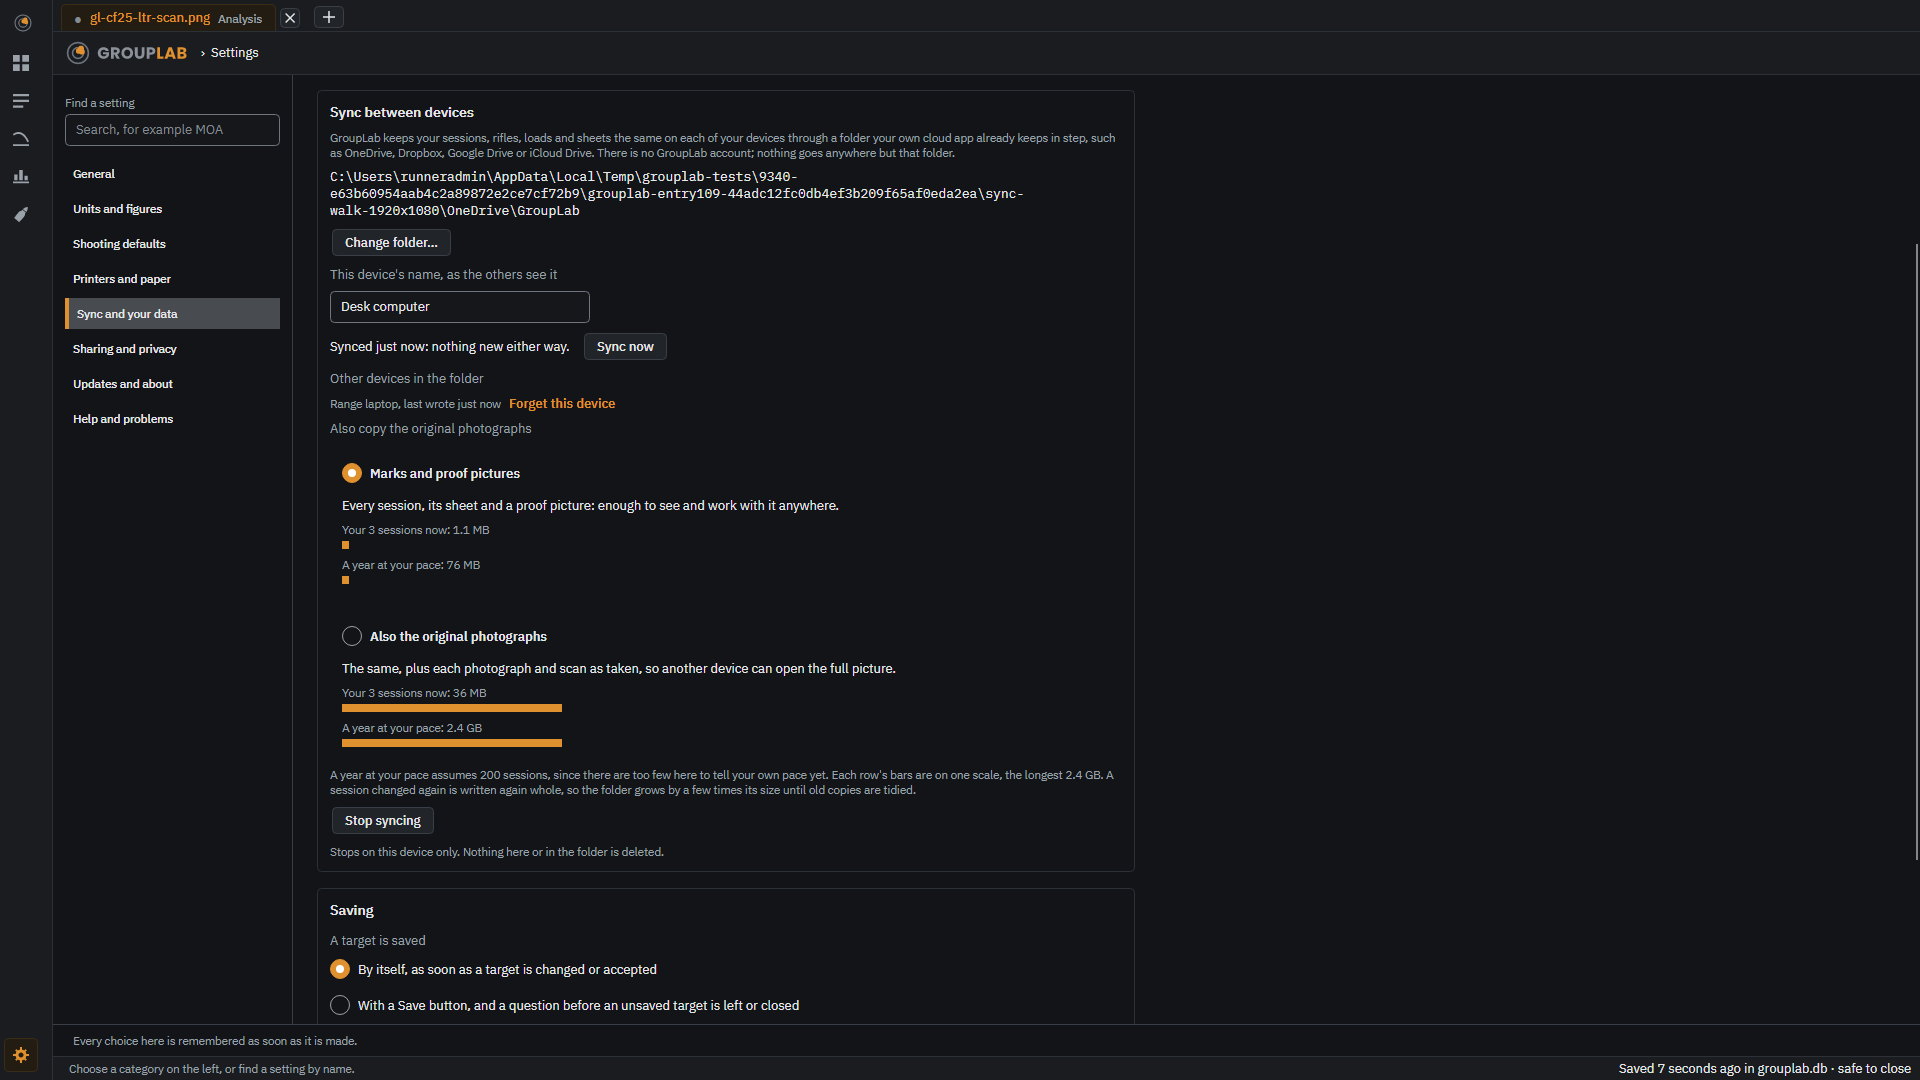 gl-cf25-ltr-scan.png Analysis
GROUPLAB › Settings
Find a setting
Search, for example MOA
General
Units and figures
Shooting defaults
Printers and paper
Sync and your data
Sharing and privacy
Updates and about
Help and problems
Sync between devices
GroupLab keeps your sessions, rifles, loads and sheets the same on each of your devices through a folder your own cloud app already keeps in step, such
as OneDrive, Dropbox, Google Drive or iCloud Drive. There is no GroupLab account; nothing goes anywhere but that folder.
C:\Users\runneradmin\AppData\Local\Temp\grouplab-tests\9340-
e63b60954aab4c2a89872e2ce7cf72b9\grouplab-entry109-44adc12fc0db4ef3b209f65af0eda2ea\sync-
walk-1920x1080\OneDrive\GroupLab
Change folder...
This device's name, as the others see it
Desk computer
Synced just now: nothing new either way. Sync now
Other devices in the folder
Range laptop, last wrote just now Forget this device
Also copy the original photographs
Marks and proof pictures
Every session, its sheet and a proof picture: enough to see and work with it anywhere.
Your 3 sessions now: 1.1 MB
A year at your pace: 76 MB
Also the original photographs
The same, plus each photograph and scan as taken, so another device can open the full picture.
Your 3 sessions now: 36 MB
A year at your pace: 2.4 GB
A year at your pace assumes 200 sessions, since there are too few here to tell your own pace yet. Each row's bars are on one scale, the longest 2.4 GB. A
session changed again is written again whole, so the folder grows by a few times its size until old copies are tidied.
Stop syncing
Stops on this device only. Nothing here or in the folder is deleted.
Saving
A target is saved
By itself, as soon as a target is changed or accepted
With a Save button, and a question before an unsaved target is left or closed
Every choice here is remembered as soon as it is made.
Choose a category on the left, or find a setting by name.
Saved 7 seconds ago in grouplab.db · safe to close